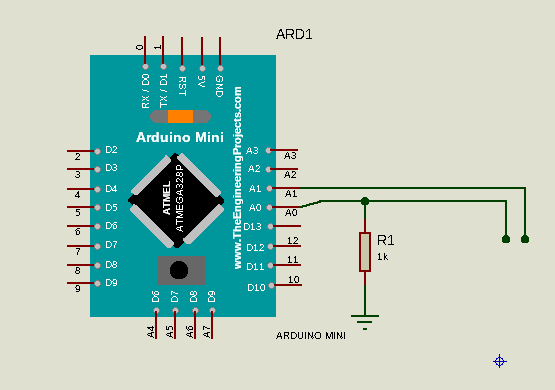 ARD1
0
1
RX / D0
TX / D1
RST
5V
GND
Arduino Mini
www.TheEngineeringProjects.com
ATMEL
ATMEGA328P
2
D2
3
D3
4
D4
5
D5
6
D6
7
D7
8
D8
9
D9
A3
A3
A2
A2
A1
A1
A0
A0
D13
D12
12
D11
11
D10
10
D6
D7
D8
D9
A4
A5
A6
A7
R1
1k
ARDUINO MINI